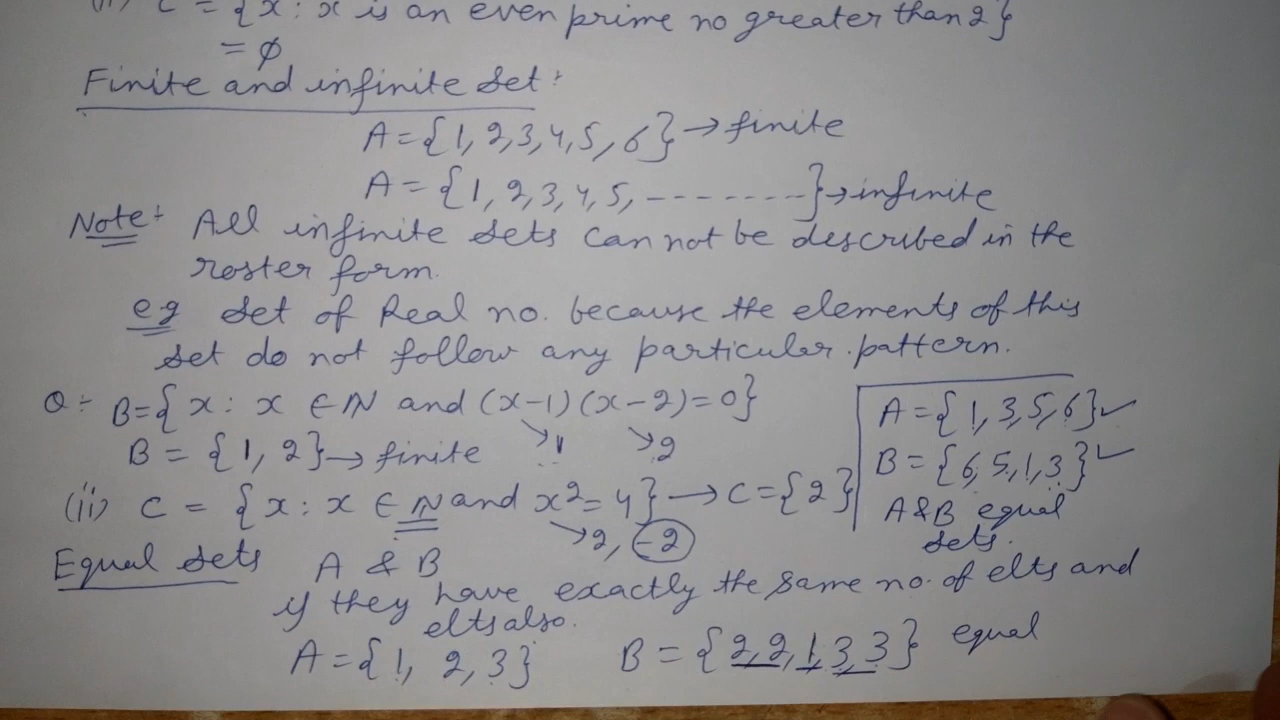 (ii) C = {x : x is an even prime no greater than 2}
= ϕ
Finite and infinite Set :
A = {1, 2, 3, 4, 5, 6} → finite
A = {1, 2, 3, 4, 5, --------} → infinite
Note : All infinite sets can not be described in the
roster form.
eg Set of Real no. because the elements of this
set do not follow any particular pattern.
Q :- B = {x : x ∈ N and (x-1)(x-2)=0}
→ 1 → 2
B = {1, 2} → finite
(ii) C = {x : x ∈ N and x² = 4} → C = {2}
→ 2, -2
A = {1, 3, 5, 6} ✓
B = {6, 5, 1, 3} ✓
A & B equal
sets.
Equal sets A & B
if they have exactly the same no. of elts and
elts also.
A = {1, 2, 3} B = {2, 2, 1, 3, 3} equal